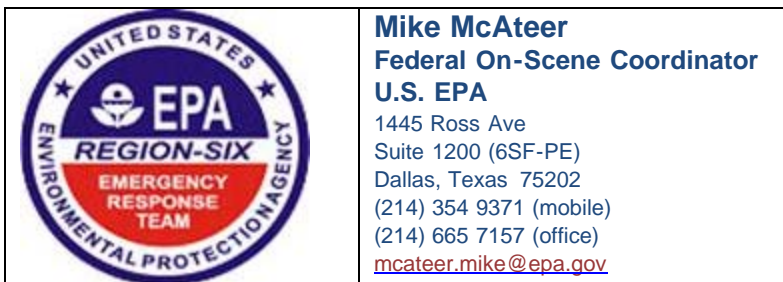 UNITED STATES
EPA
REGION-SIX
EMERGENCY
RESPONSE
TEAM
ENVIRONMENTAL PROTECTION AGENCY
Mike McAteer
Federal On-Scene Coordinator
U.S. EPA
1445 Ross Ave
Suite 1200 (6SF-PE)
Dallas, Texas 75202
(214) 354 9371 (mobile)
(214) 665 7157 (office)
mcateer.mike@epa.gov